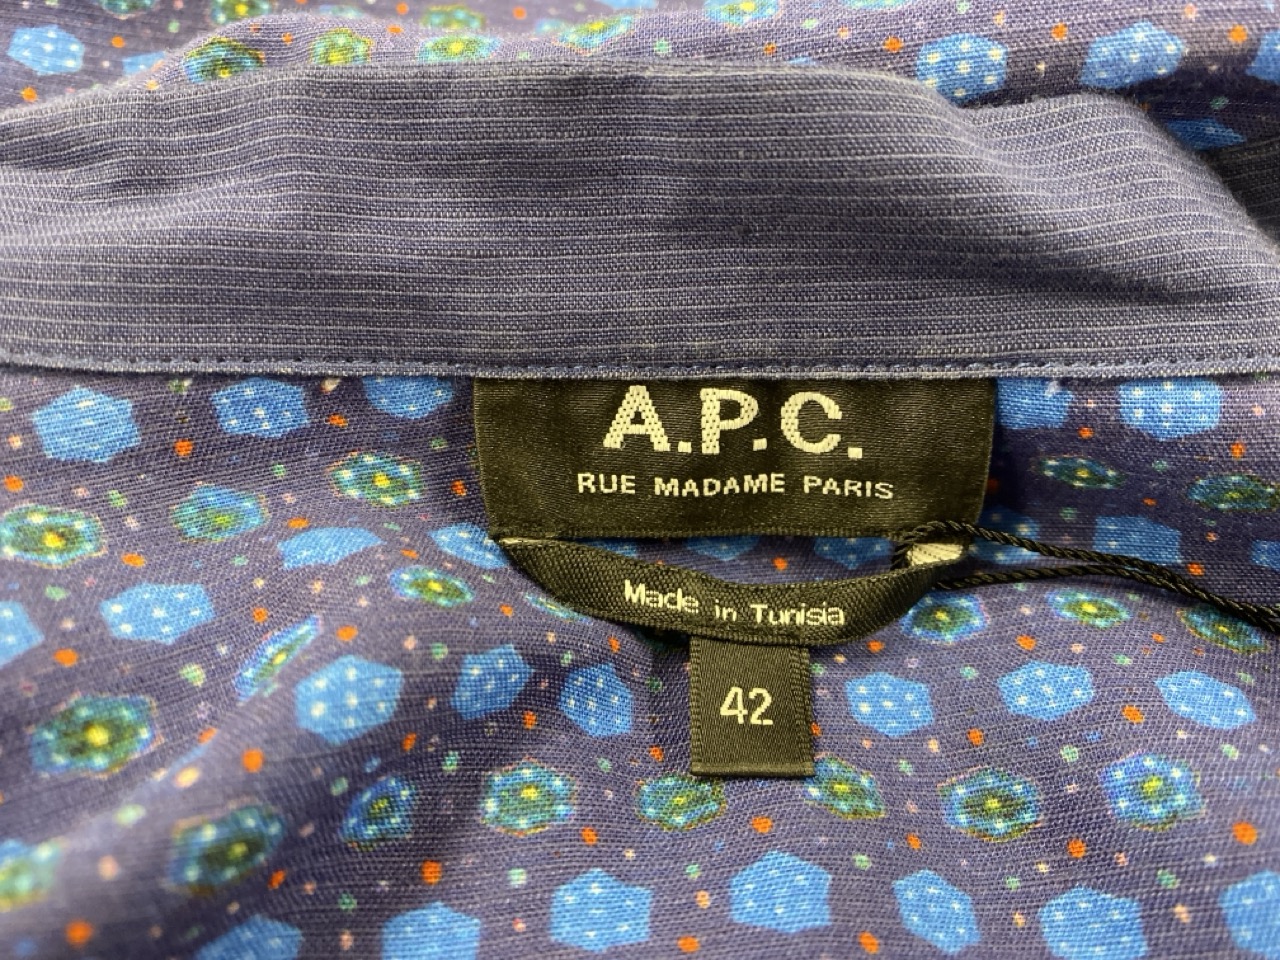 A.P.C.
RUE MADAME PARIS
Made in Tunisia
42